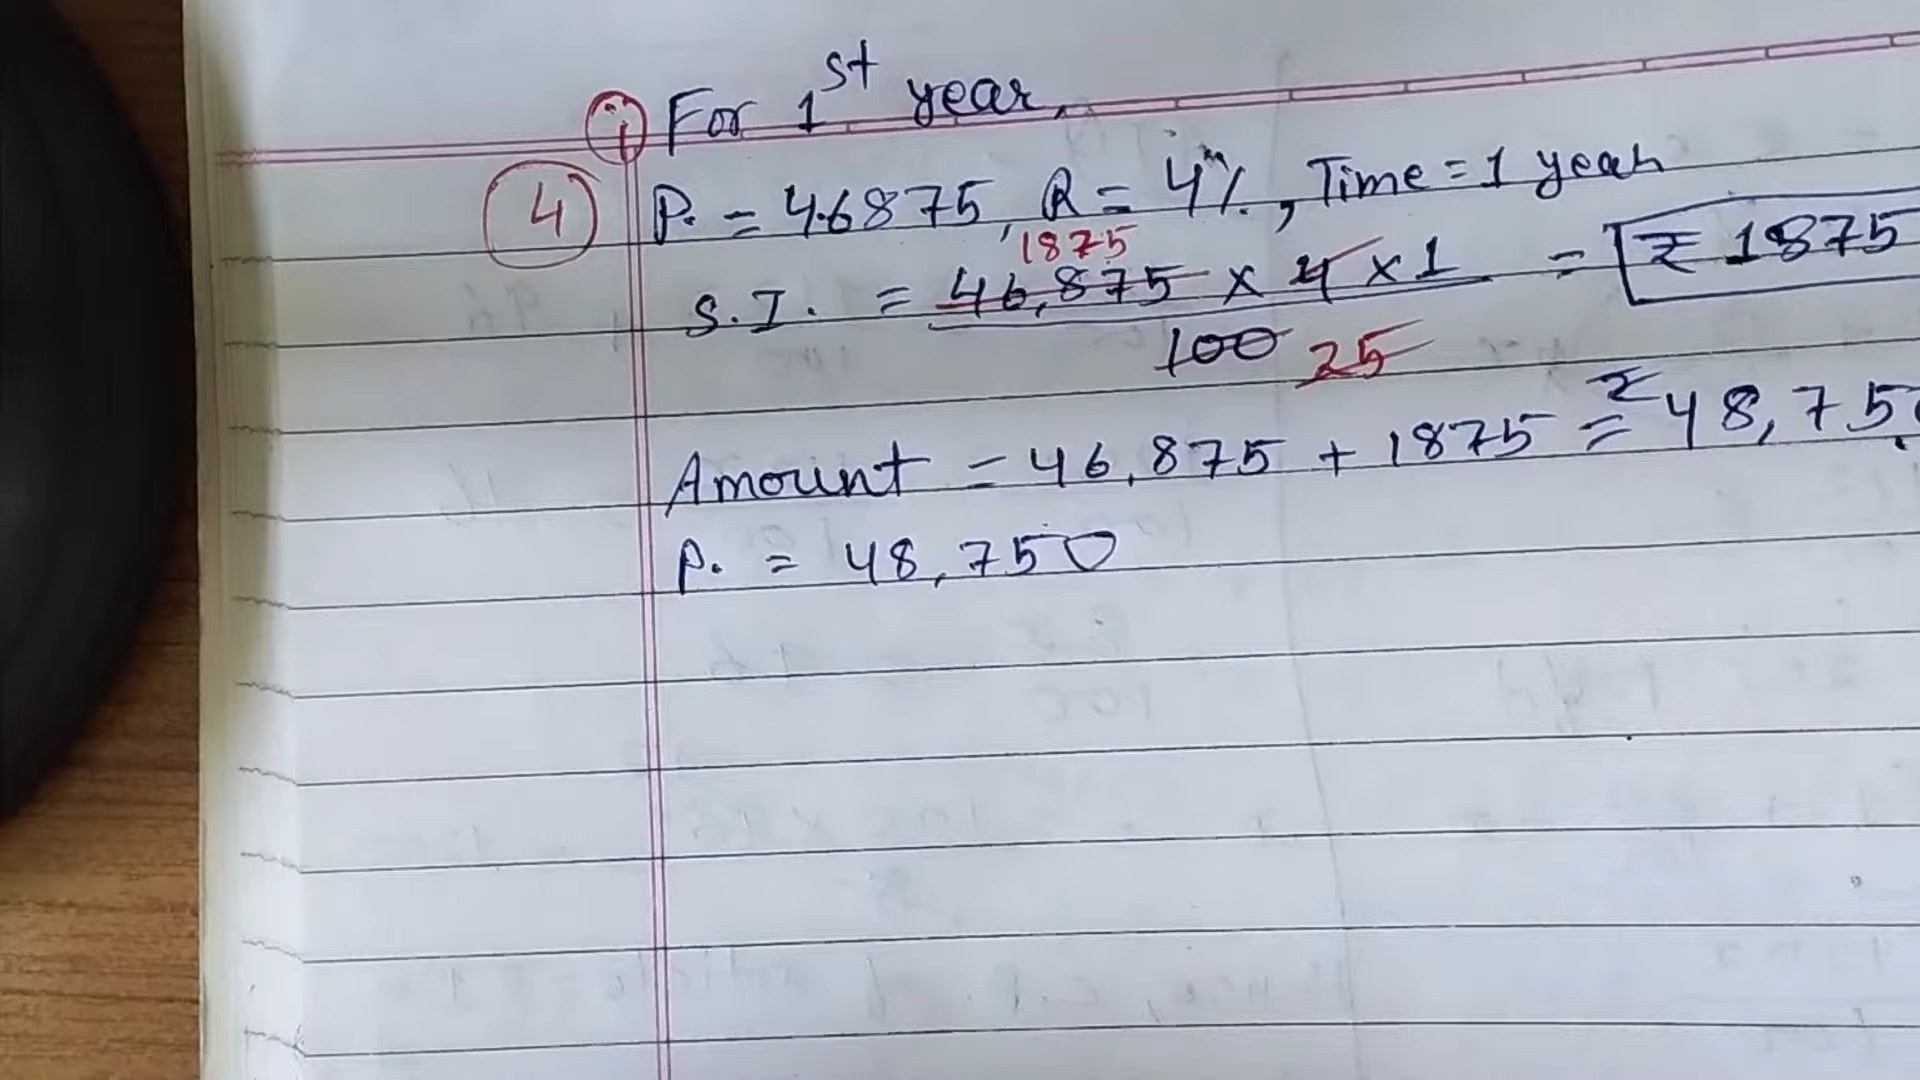 i For 1st year,
4 P. = 46875, R = 4%, Time = 1 year
1875
S.I. = 46,875 x 4 x 1 = ₹ 1875
100 25
Amount = 46,875 + 1875 = ₹ 48,750
P. = 48,750